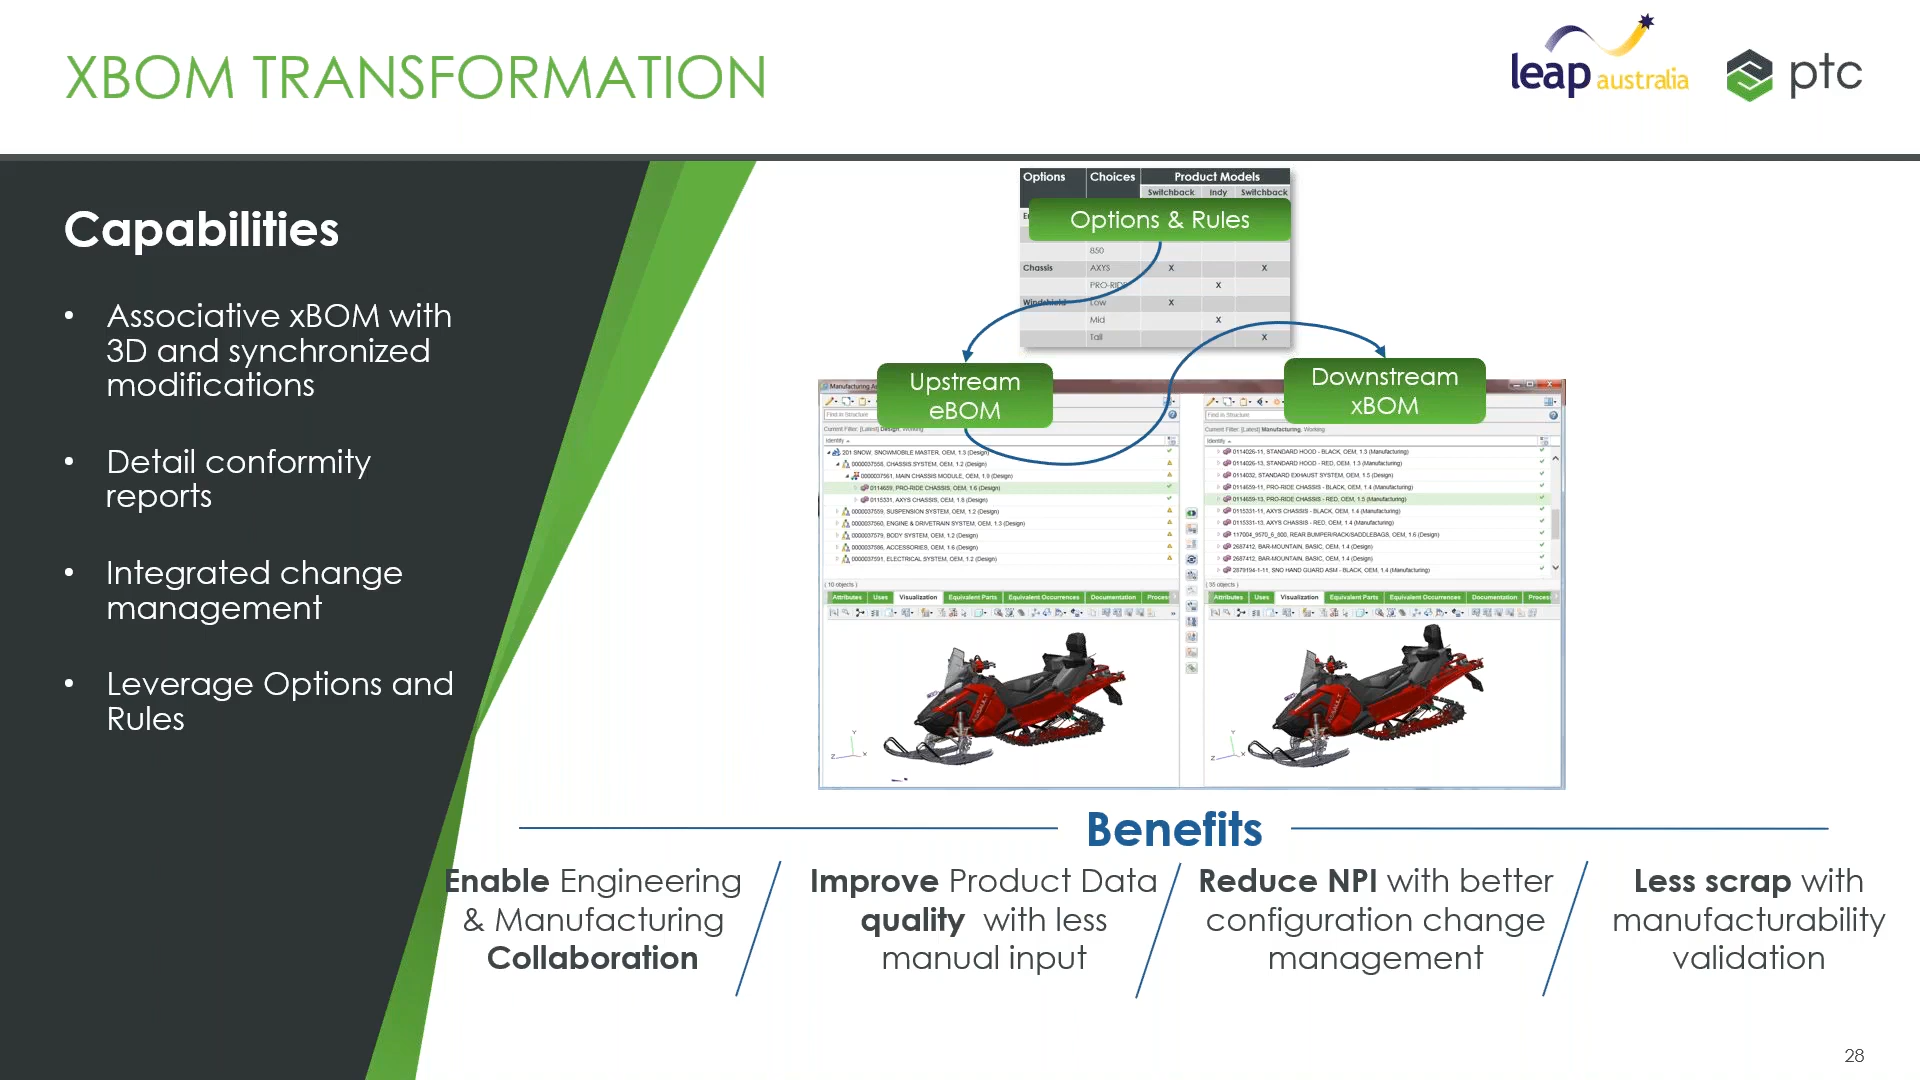 XBOM TRANSFORMATION
leap australia
ptc
Capabilities
• Associative xBOM with
3D and synchronized
modifications
• Detail conformity
reports
• Integrated change
management
• Leverage Options and
Rules
Options Choices Product Models
Switchback Indy Switchback
Options & Rules
850
Chassis AXYS X X
PRO-RIDE X
Windshield Low X
Mid X
Tall X
Upstream
eBOM
Downstream
xBOM
Find in Structure
Current Filter: [Latest] Design, Working
Identity
201 SNOW, SNOWMOBILE MASTER, OEM, 1.3 (Design)
0000037558, CHASSIS SYSTEM, OEM, 1.2 (Design)
0000037561, MAIN CHASSIS MODULE, OEM, 1.9 (Design)
0114659, PRO-RIDE CHASSIS, OEM, 1.6 (Design)
0115331, AXYS CHASSIS, OEM, 1.8 (Design)
0000037559, SUSPENSION SYSTEM, OEM, 1.2 (Design)
0000037560, ENGINE & DRIVETRAIN SYSTEM, OEM, 1.3 (Design)
0000037579, BODY SYSTEM, OEM, 1.2 (Design)
0000037586, ACCESSORIES, OEM, 1.6 (Design)
0000037591, ELECTRICAL SYSTEM, OEM, 1.2 (Design)
( 10 objects )
Attributes Uses Visualization Equivalent Parts Equivalent Occurrences Documentation Process
Find in Structure
Current Filter: [Latest] Manufacturing, Working
Identity
0114026-11, STANDARD HOOD - BLACK, OEM, 1.3 (Manufacturing)
0114026-13, STANDARD HOOD - RED, OEM, 1.3 (Manufacturing)
0114032, STANDARD EXHAUST SYSTEM, OEM, 1.5 (Design)
0114659-11, PRO-RIDE CHASSIS - BLACK, OEM, 1.4 (Manufacturing)
0114659-13, PRO-RIDE CHASSIS - RED, OEM, 1.5 (Manufacturing)
0115331-11, AXYS CHASSIS - BLACK, OEM, 1.4 (Manufacturing)
0115331-13, AXYS CHASSIS - RED, OEM, 1.4 (Manufacturing)
117004_9570_6_800, REAR BUMPER/RACK/SADDLEBAGS, OEM, 1.6 (Design)
2687412, BAR-MOUNTAIN, BASIC, OEM, 1.4 (Design)
2687412, BAR-MOUNTAIN, BASIC, OEM, 1.4 (Design)
2879194-1-11, SNO HAND GUARD ASM - BLACK, OEM, 1.4 (Manufacturing)
( 35 objects )
Attributes Uses Visualization Equivalent Parts Equivalent Occurrences Documentation Process
Y
Z X
Y
Z X
Benefits
Enable Engineering
& Manufacturing
Collaboration
Improve Product Data
quality with less
manual input
Reduce NPI with better
configuration change
management
Less scrap with
manufacturability
validation
28